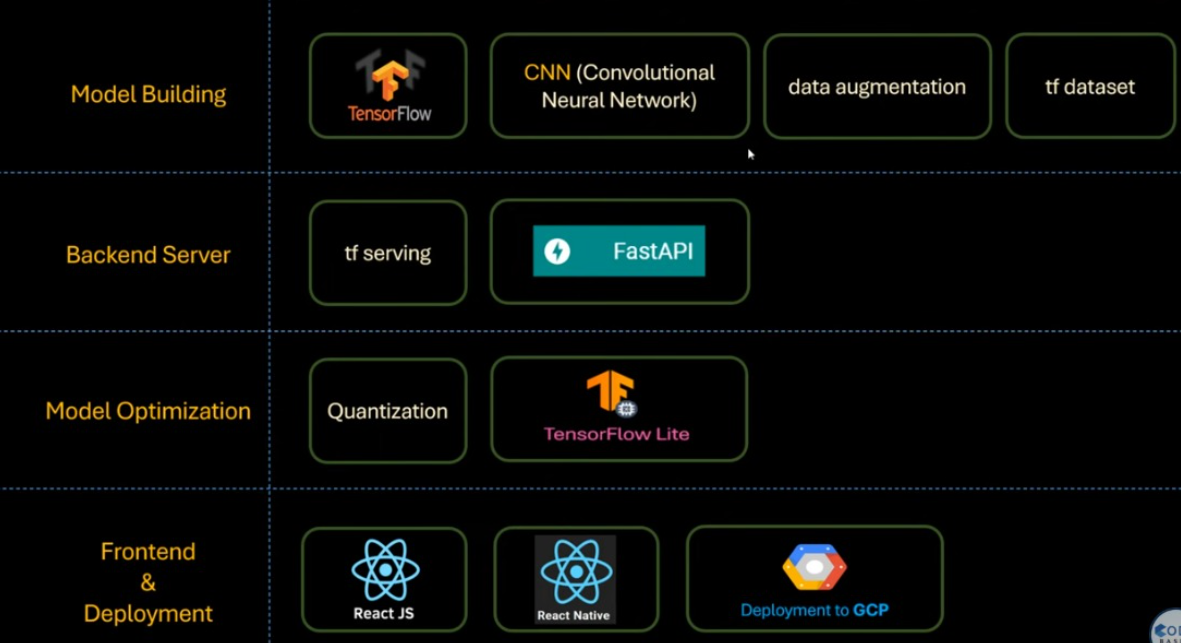 Model Building
TensorFlow
CNN (Convolutional
Neural Network)
data augmentation
tf dataset
Backend Server
tf serving
FastAPI
Model Optimization
Quantization
TensorFlow Lite
Frontend
&
Deployment
React JS
React Native
Deployment to GCP